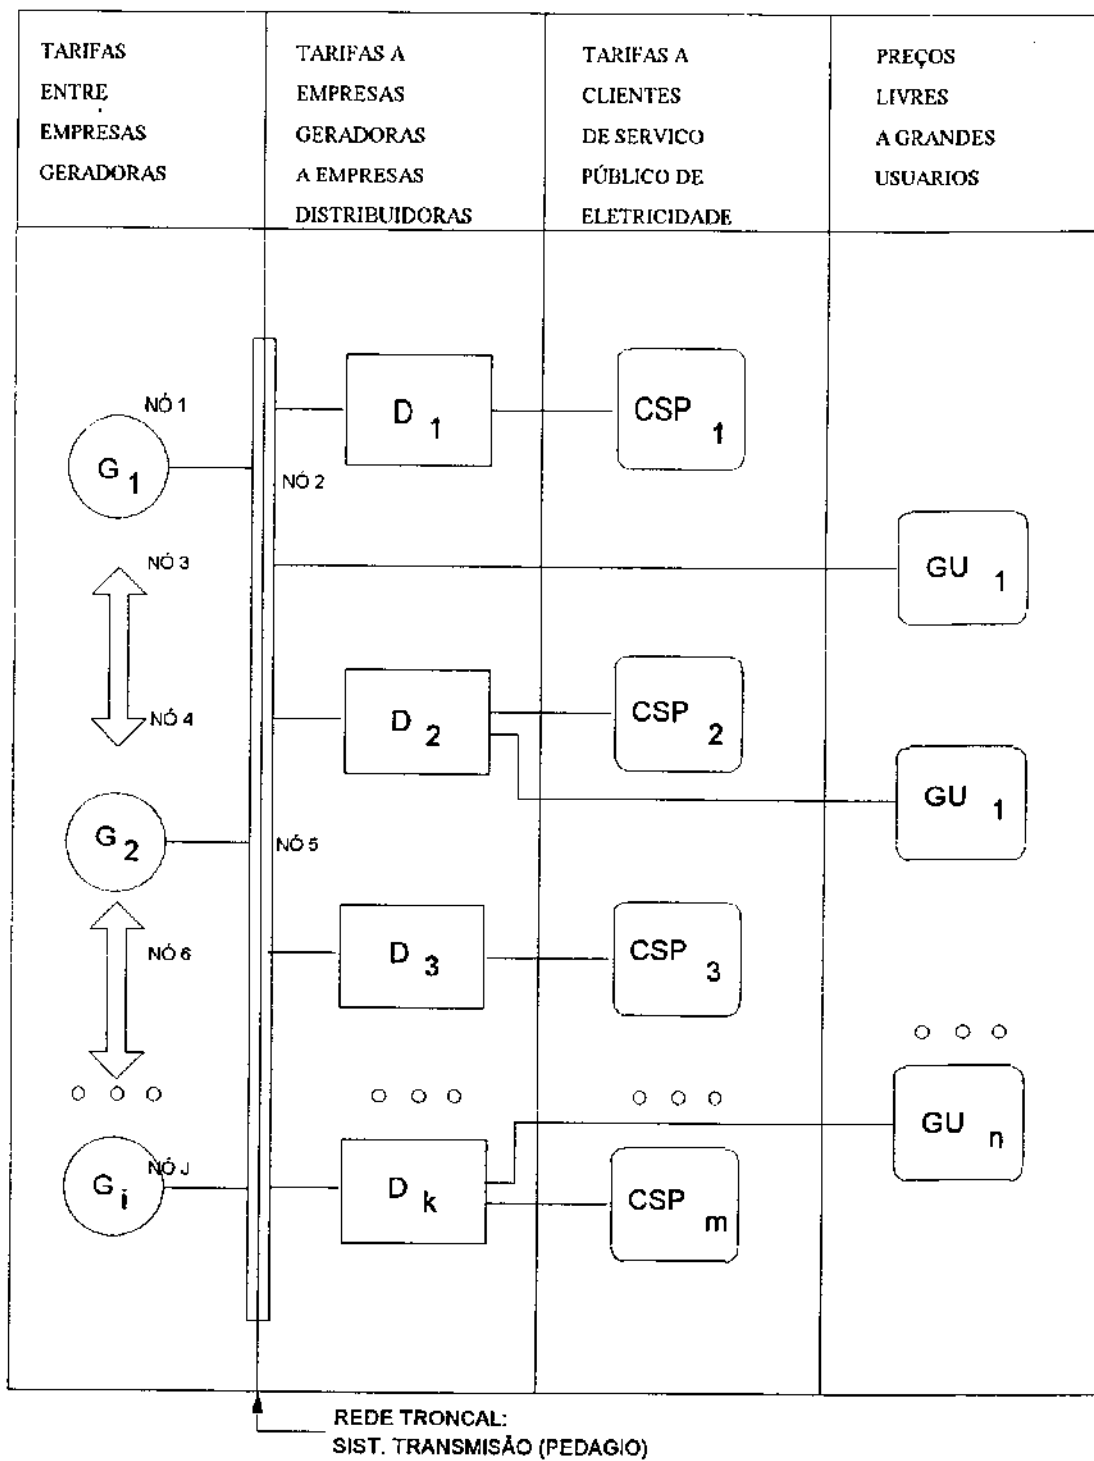 TARIFAS
ENTRE
EMPRESAS
GERADORAS
TARIFAS A
EMPRESAS
GERADORAS
A EMPRESAS
DISTRIBUIDORAS
TARIFAS A
CLIENTES
DE SERVICO
PÚBLICO DE
ELETRICIDADE
PREÇOS
LIVRES
A GRANDES
USUARIOS
NÓ 1
D 1
CSP 1
G 1
NÓ 2
NÓ 3
GU 1
NÓ 4
D 2
CSP 2
GU 1
G 2
NÓ 5
NÓ 6
D 3
CSP 3
GU n
NÓ J
G i
D k
CSP m
REDE TRONCAL:
SIST. TRANSMISÃO (PEDAGIO)